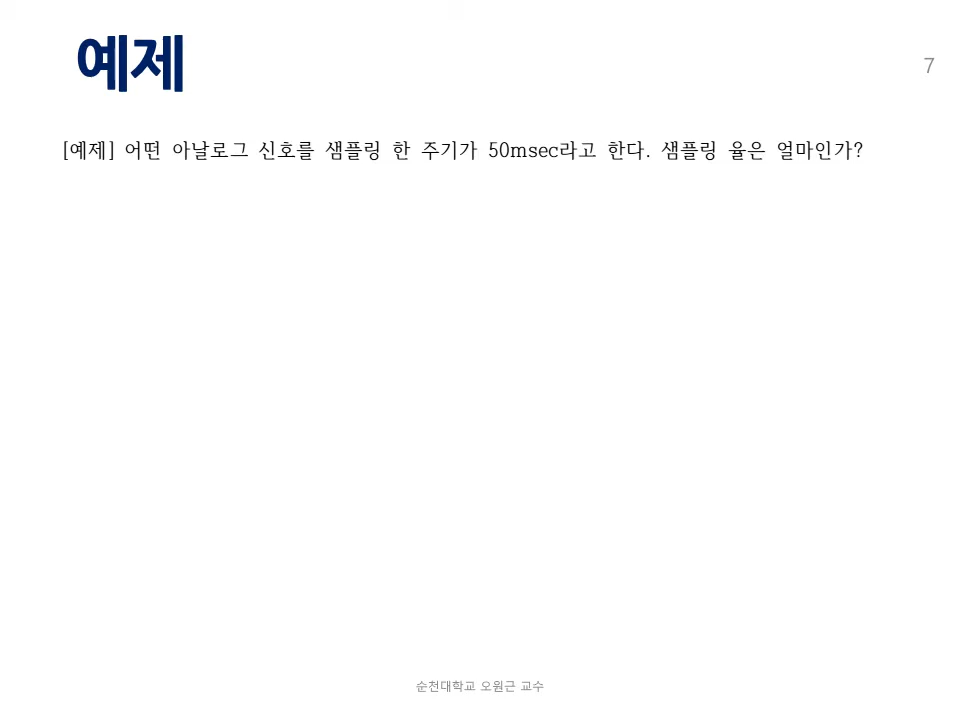 예제
7
[예제] 어떤 아날로그 신호를 샘플링 한 주기가 50msec라고 한다. 샘플링 율은 얼마인가?
순천대학교 오원근 교수